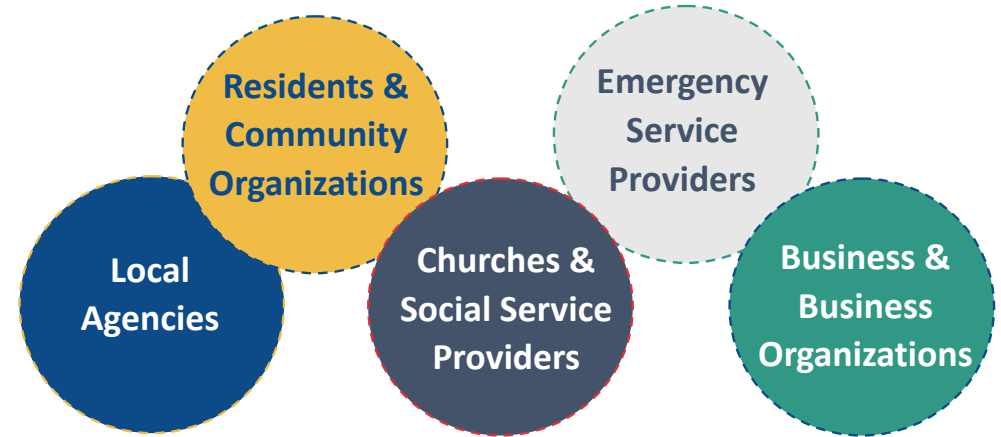 Local
Agencies
Residents &
Community
Organizations
Churches &
Social Service
Providers
Emergency
Service
Providers
Business &
Business
Organizations